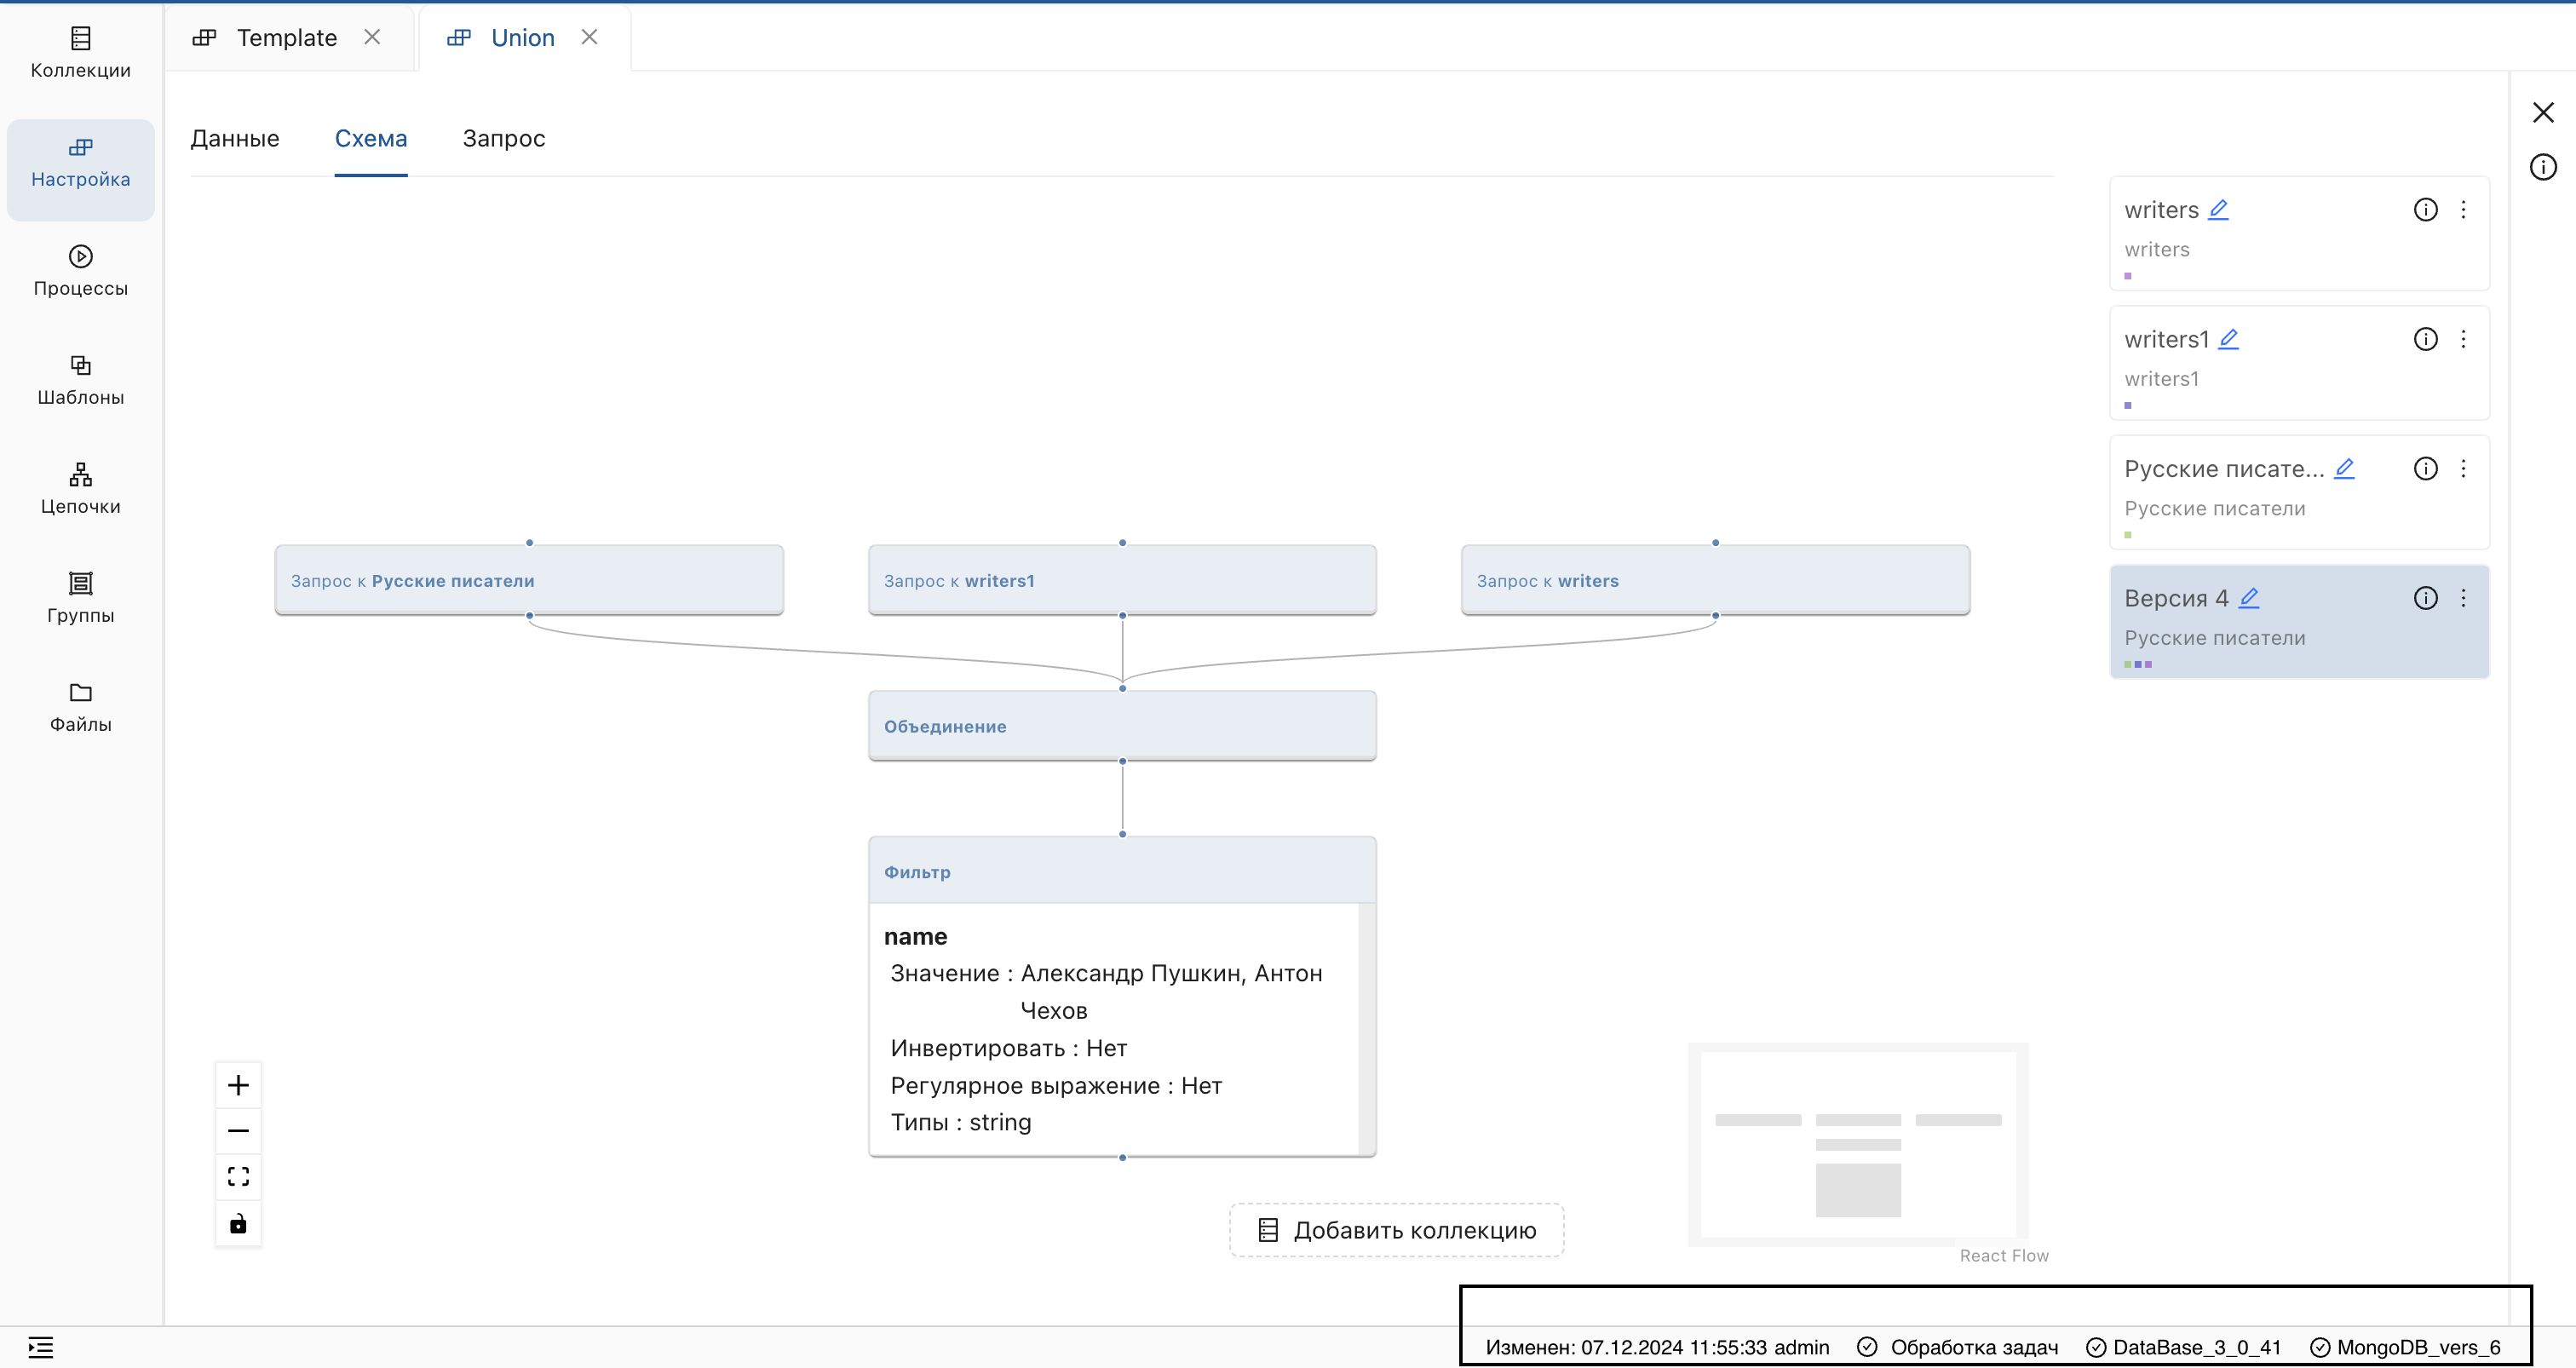 Template
Union
Коллекции
Настройка
Процессы
Шаблоны
Цепочки
Группы
Файлы
Данные
Схема
Запрос
Запрос к Русские писатели
Запрос к writers1
Запрос к writers
Объединение
Фильтр
name
Значение : Александр Пушкин, Антон
Чехов
Инвертировать : Нет
Регулярное выражение : Нет
Типы : string
Добавить коллекцию
React Flow
writers
writers
writers1
writers1
Русские писате...
Русские писатели
Версия 4
Русские писатели
Изменен: 07.12.2024 11:55:33 admin
Обработка задач
DataBase_3_0_41
MongoDB_vers_6